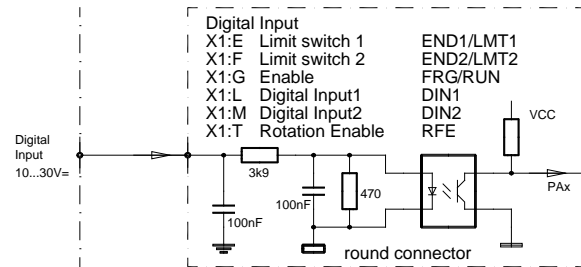 Digital Input
X1:E Limit switch 1 END1/LMT1
X1:F Limit switch 2 END2/LMT2
X1:G Enable FRG/RUN
X1:L Digital Input1 DIN1
X1:M Digital Input2 DIN2
X1:T Rotation Enable RFE
VCC
Digital
Input
10...30V=
3k9
PAx
100nF
470
100nF
round connector